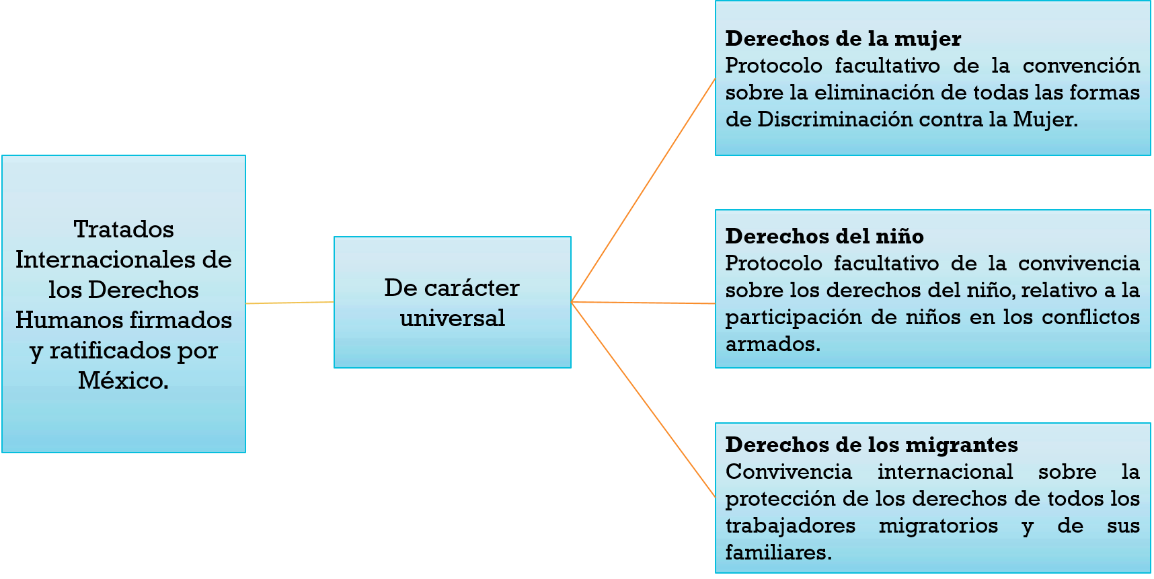 Tratados
Internacionales de
los Derechos
Humanos firmados
y ratificados por
México.
De carácter
universal
Derechos de la mujer
Protocolo facultativo de la convención
sobre la eliminación de todas las formas
de Discriminación contra la Mujer.
Derechos del niño
Protocolo facultativo de la convivencia
sobre los derechos del niño, relativo a la
participación de niños en los conflictos
armados.
Derechos de los migrantes
Convivencia internacional sobre la
protección de los derechos de todos los
trabajadores migratorios y de sus
familiares.